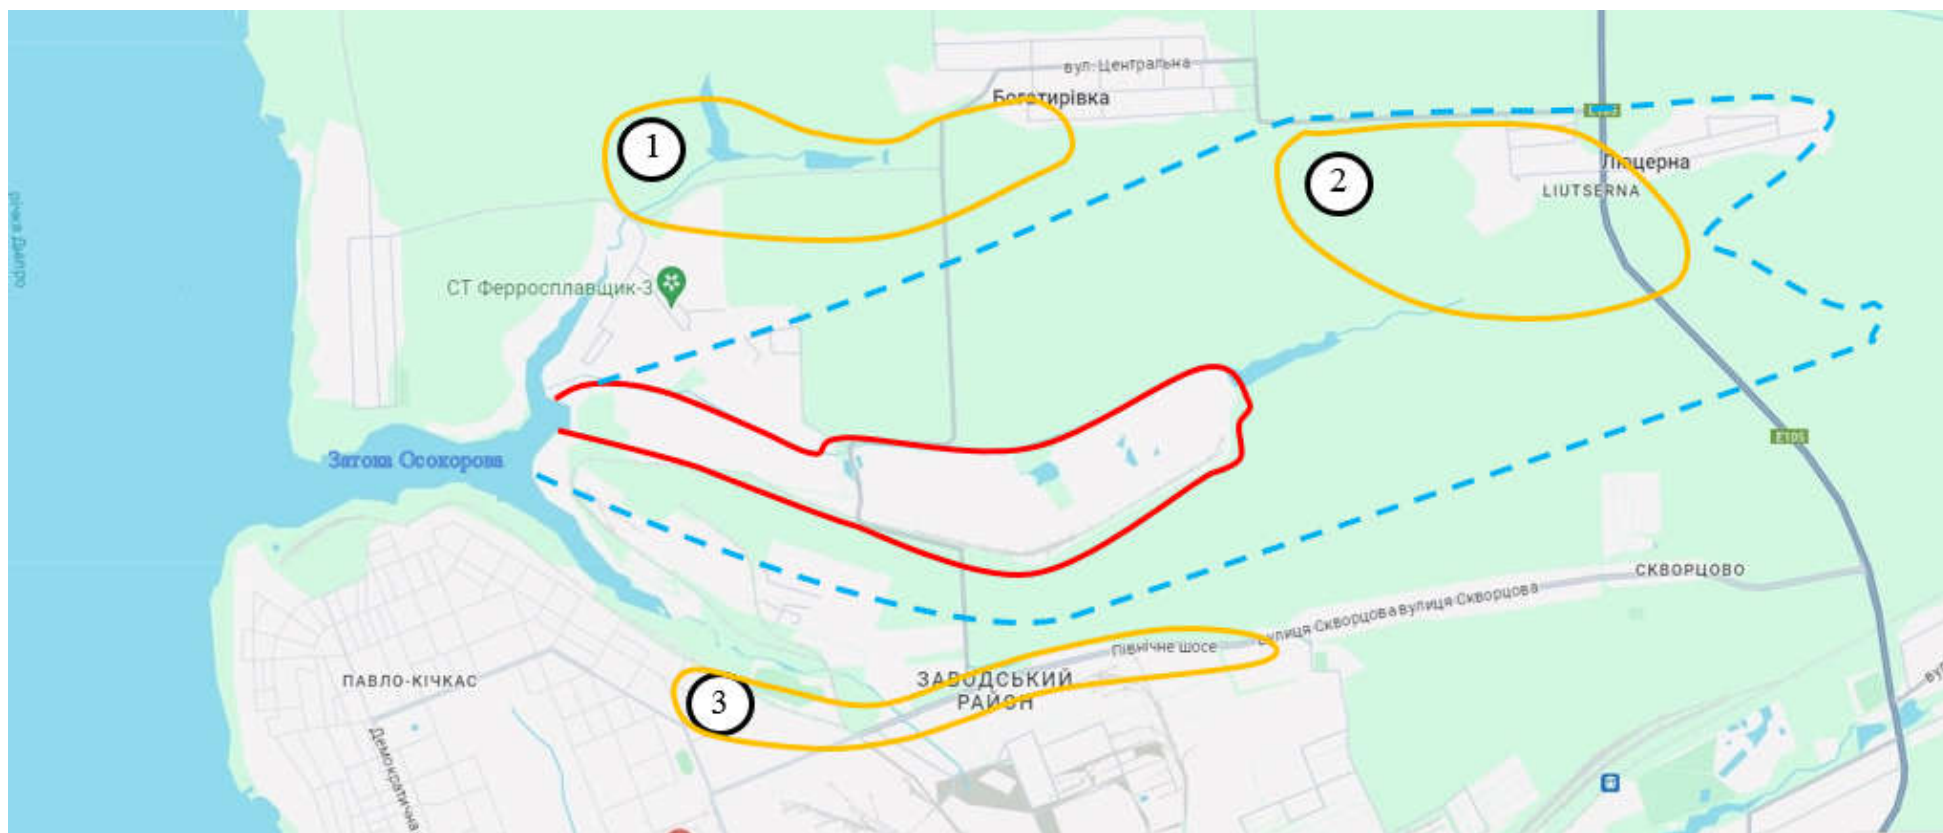 вул. Центральна
Богатирівка
1
2
Люцерна
LIUTSERNA
річка Дніпро
СТ Ферросплавщик-3
E105
Затока Осокорова
СКВОРЦОВО
вулиця Скворцова
вулиця Скворцова
Північне шосе
ПАВЛО-КІЧКАС
ЗАВОДСЬКИЙ
РАЙОН
3
Демократична